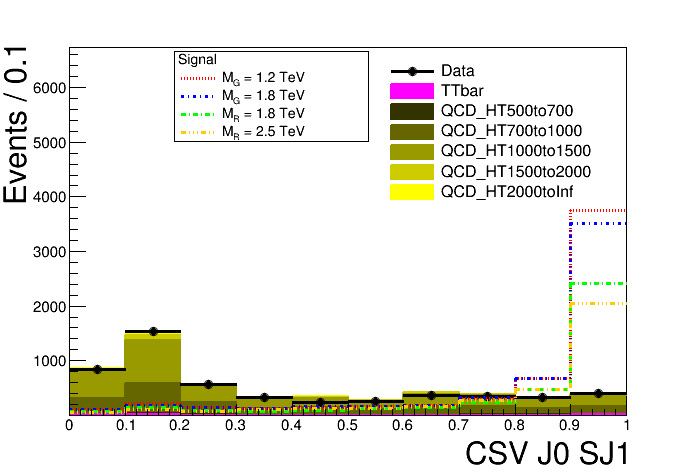 Events / 0.1
6000
5000
4000
3000
2000
1000
Signal
M_G = 1.2 TeV
M_G = 1.8 TeV
M_R = 1.8 TeV
M_R = 2.5 TeV
Data
TTbar
QCD_HT500to700
QCD_HT700to1000
QCD_HT1000to1500
QCD_HT1500to2000
QCD_HT2000toInf
0 0.1 0.2 0.3 0.4 0.5 0.6 0.7 0.8 0.9 1
CSV J0 SJ1